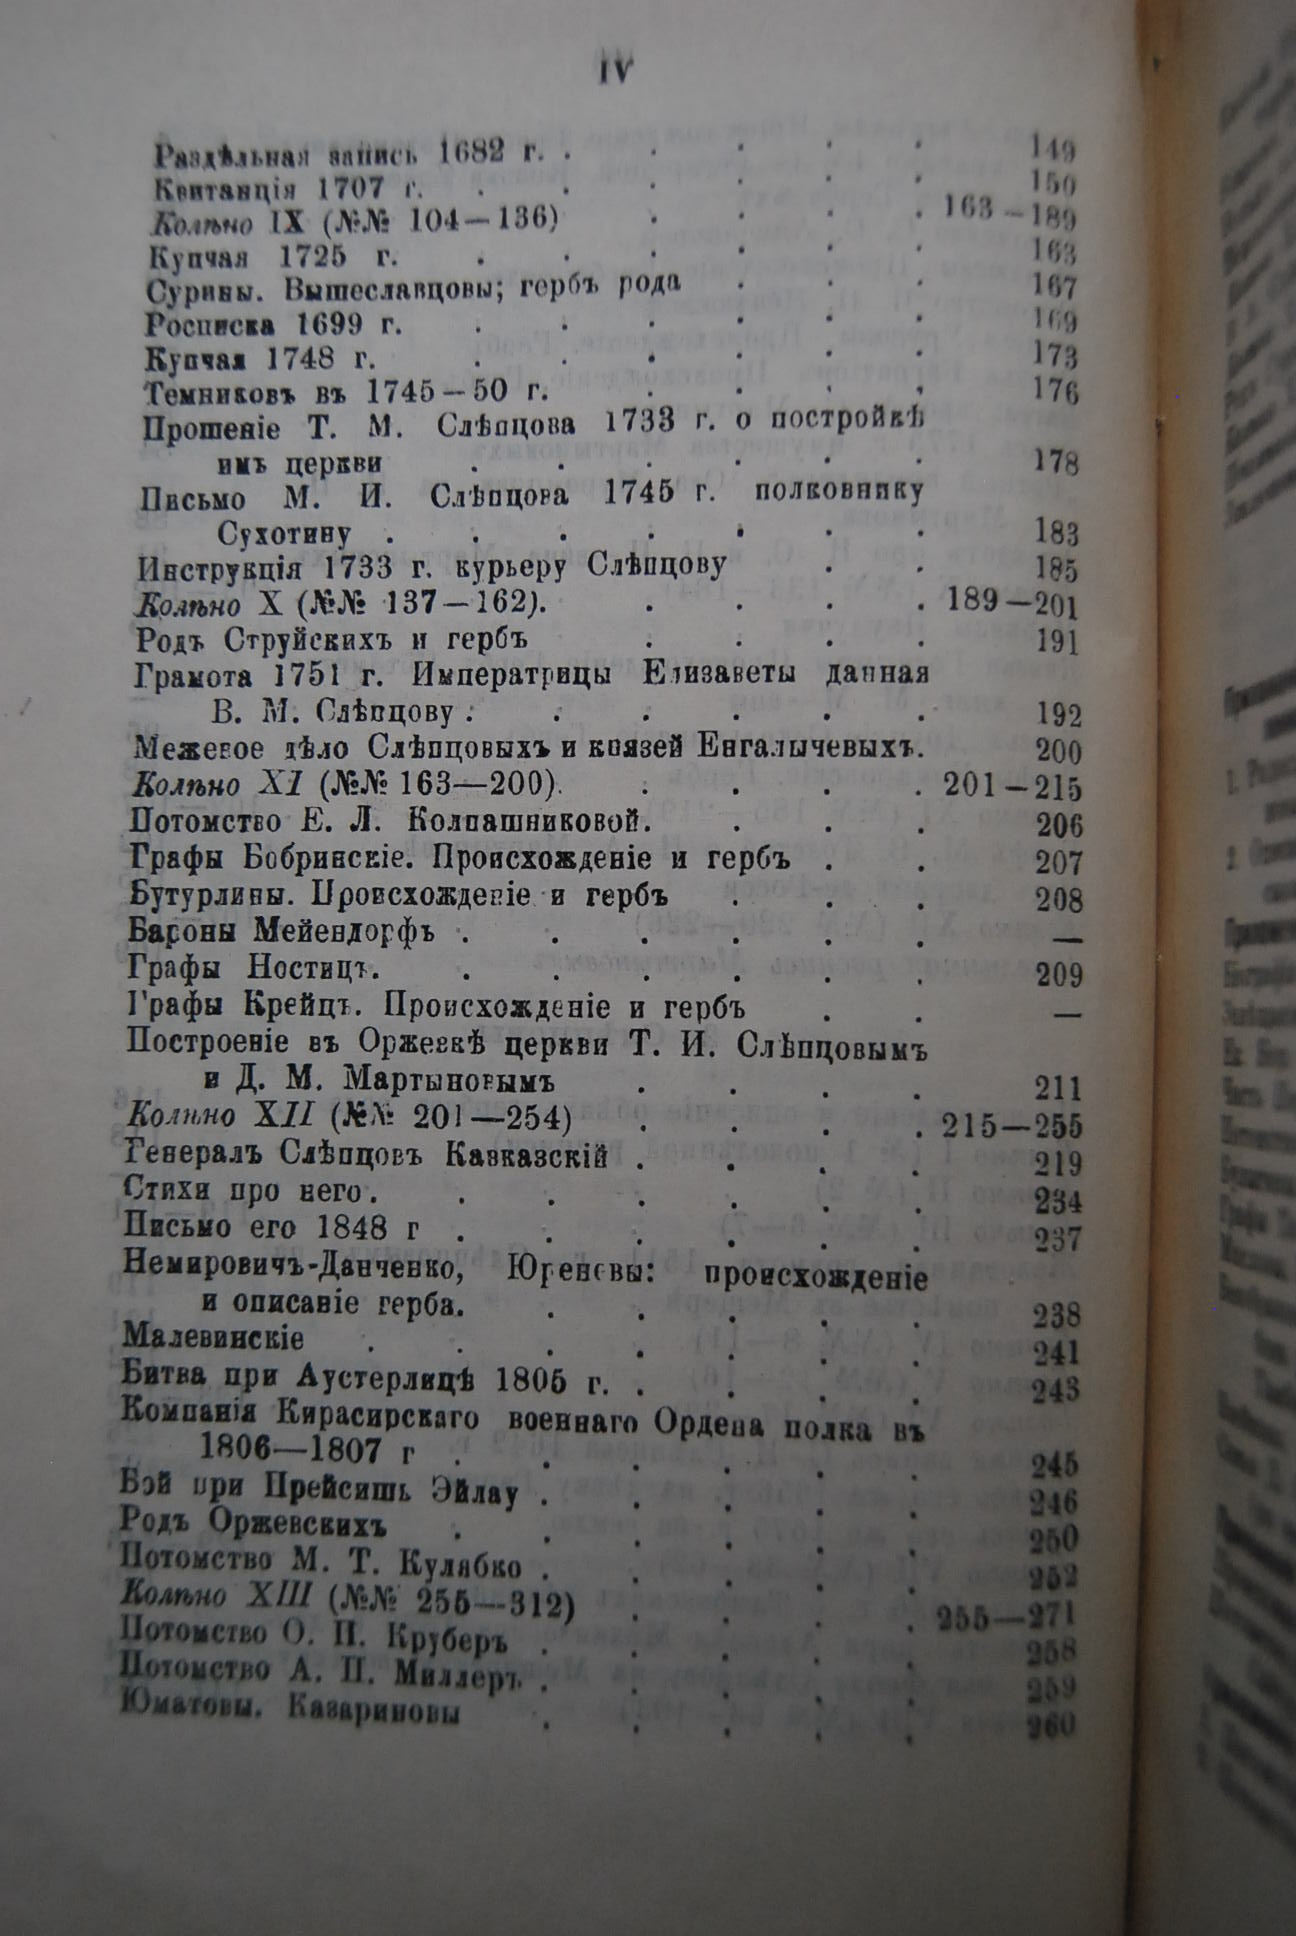 IV
Раздѣльная запись 1682 г. . . . . . 149
Квитанція 1707 г. . . . . . . 150
Колѣно IX (№№ 104—136) . . . . 163—189
Купчая 1725 г. . . . . . . 163
Сурины. Вышеславцовы; гербъ рода . . . 167
Росписка 1699 г. . . . . . . 169
Купчая 1748 г. . . . . . . 173
Темниковъ въ 1745—50 г. . . . . 176
Прошеніе Т. М. Слѣпцова 1733 г. о постройкѣ
имъ церкви . . . . . . 178
Письмо М. И. Слѣпцова 1745 г. полковнику
Сухотину . . . . . . . 183
Инструкція 1733 г. курьеру Слѣпцову . . 185
Колѣно X (№№ 137—162). . . . . 189—201
Родъ Струйскихъ и гербъ . . . . 191
Грамота 1751 г. Императрицы Елизаветы данная
В. М. Слѣпцову . . . . . . 192
Межевое дѣло Слѣпцовыхъ и князей Енгалычевыхъ. 200
Колѣно XI (№№ 163—200). . . . . 201—215
Потомство Е. Л. Колпашниковой. . . . 206
Графы Бобринскіе. Происхожденіе и гербъ . . 207
Бутурлины. Происхожденіе и гербъ . . . 208
Бароны Мейендорфъ . . . . . . —
Графы Ностицъ. . . . . . . 209
Графы Крейцъ. Происхожденіе и гербъ . . —
Построеніе въ Оржевкѣ церкви Т. И. Слѣпцовымъ
и Д. М. Мартыновымъ . . . . 211
Колѣно XII (№№ 201—254) . . . . 215—255
Генералъ Слѣпцовъ Кавказскій . . . . 219
Стихи про него. . . . . . . 234
Письмо его 1848 г . . . . . . 237
Немировичъ-Данченко, Юреневы: происхожденіе
и описаніе герба. . . . . . 238
Малевинскіе . . . . . . . 241
Битва при Аустерлицѣ 1805 г. . . . . 243
Компанія Кирасирскаго военнаго Ордена полка въ
1806—1807 г . . . . . . 245
Бой при Прейсишь Эйлау . . . . . 246
Родъ Оржевскихъ . . . . . . 250
Потомство М. Т. Кулябко . . . . . 252
Колѣно XIII (№№ 255—312) . . . . 255—271
Потомство О. П. Круберъ . . . . . 258
Потомство А. П. Миллеръ . . . . . 259
Юматовы. Казариновы . . . . . 260